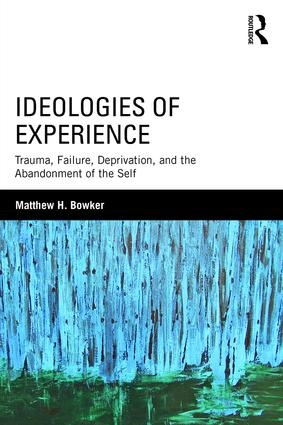 ROUTLEDGE
IDEOLOGIES OF
EXPERIENCE
Trauma, Failure, Deprivation, and the
Abandonment of the Self
Matthew H. Bowker